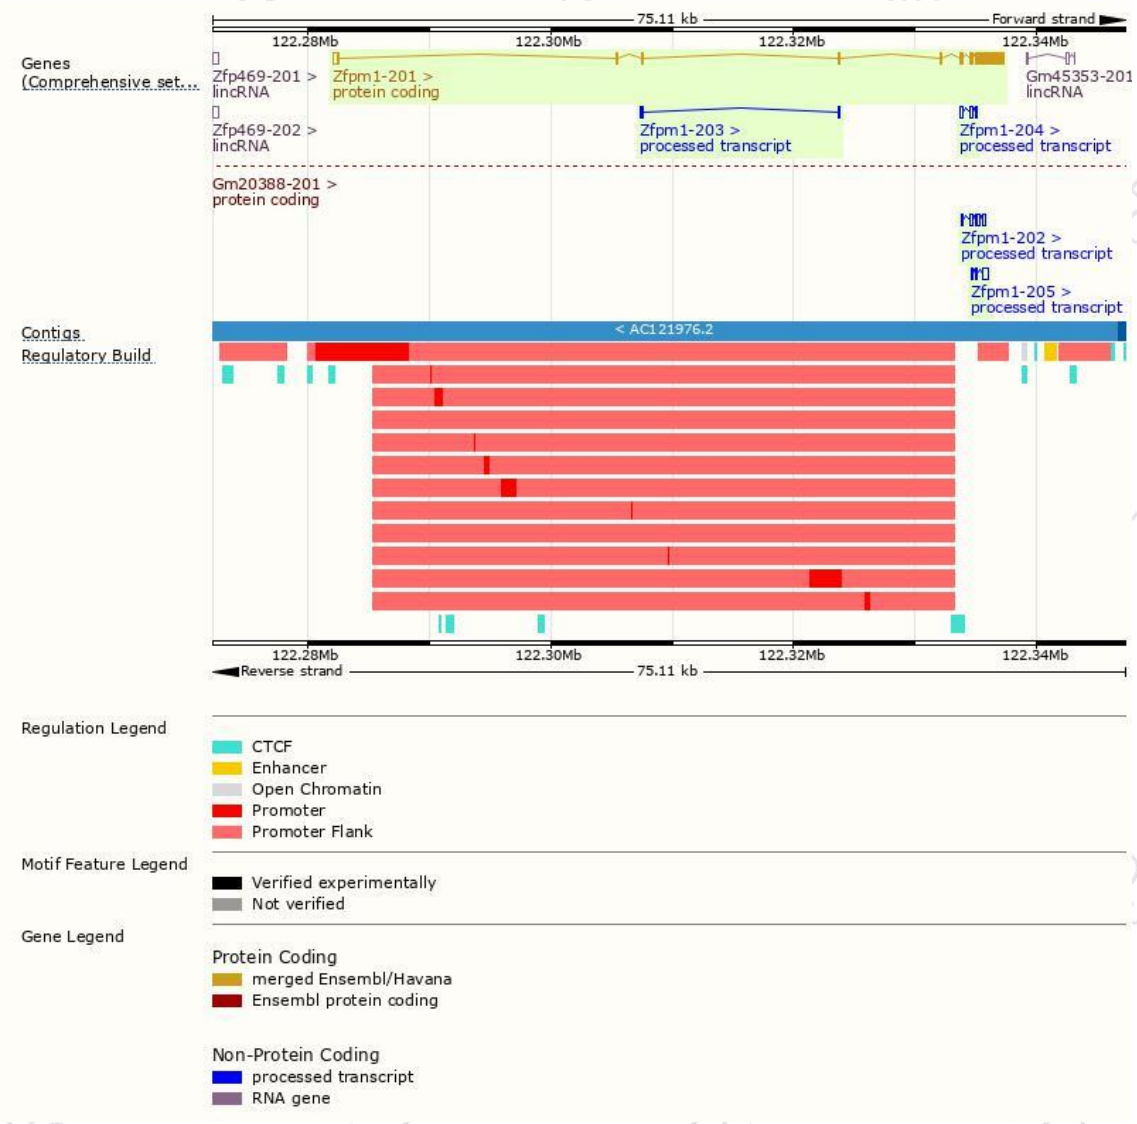 75.11 kb
Forward strand
122.28Mb 122.30Mb 122.32Mb 122.34Mb
Genes
(Comprehensive set...
Zfp469-201 >
lincRNA
Zfpm1-201 >
protein coding
Gm45353-201
lincRNA
Zfp469-202 >
lincRNA
Zfpm1-203 >
processed transcript
Zfpm1-204 >
processed transcript
Gm20388-201 >
protein coding
Zfpm1-202 >
processed transcript
Zfpm1-205 >
processed transcript
Contigs
< AC121976.2
Regulatory Build
122.28Mb 122.30Mb 122.32Mb 122.34Mb
Reverse strand
75.11 kb
Regulation Legend
CTCF
Enhancer
Open Chromatin
Promoter
Promoter Flank
Motif Feature Legend
Verified experimentally
Not verified
Gene Legend
Protein Coding
merged Ensembl/Havana
Ensembl protein coding
Non-Protein Coding
processed transcript
RNA gene